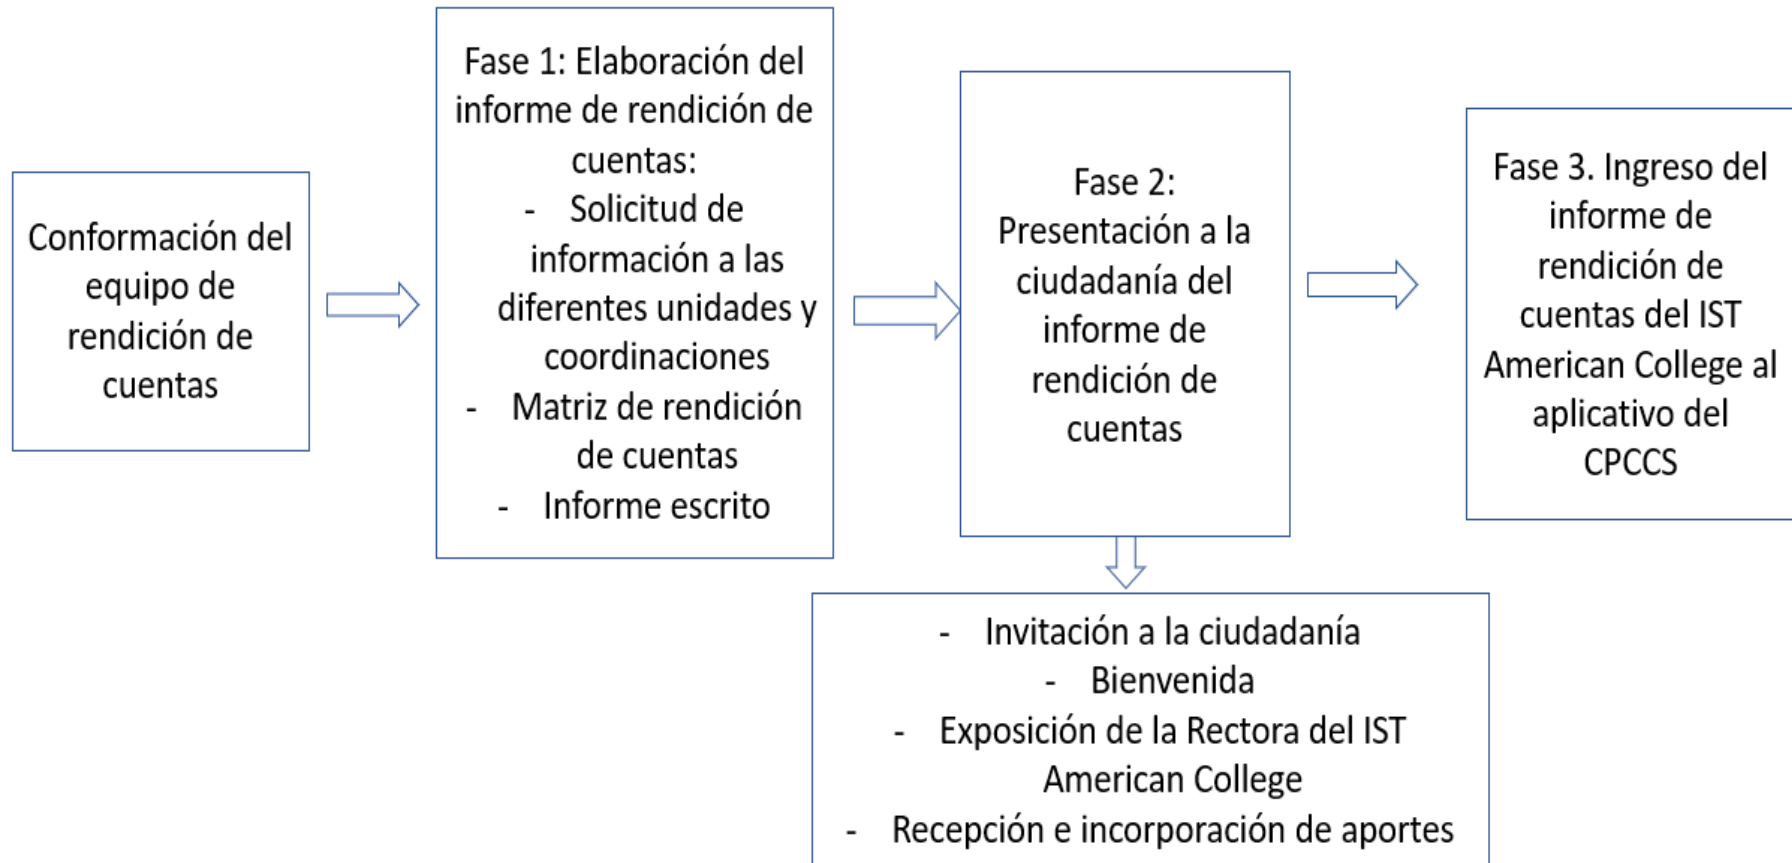 Conformación del
equipo de
rendición de
cuentas
Fase 1: Elaboración del
informe de rendición de
cuentas:
- Solicitud de
información a las
diferentes unidades y
coordinaciones
- Matriz de rendición
de cuentas
- Informe escrito
Fase 2:
Presentación a la
ciudadanía del
informe de
rendición de
cuentas
- Invitación a la ciudadanía
- Bienvenida
- Exposición de la Rectora del IST
American College
- Recepción e incorporación de aportes
Fase 3. Ingreso del
informe de
rendición de
cuentas del IST
American College al
aplicativo del
CPCCS